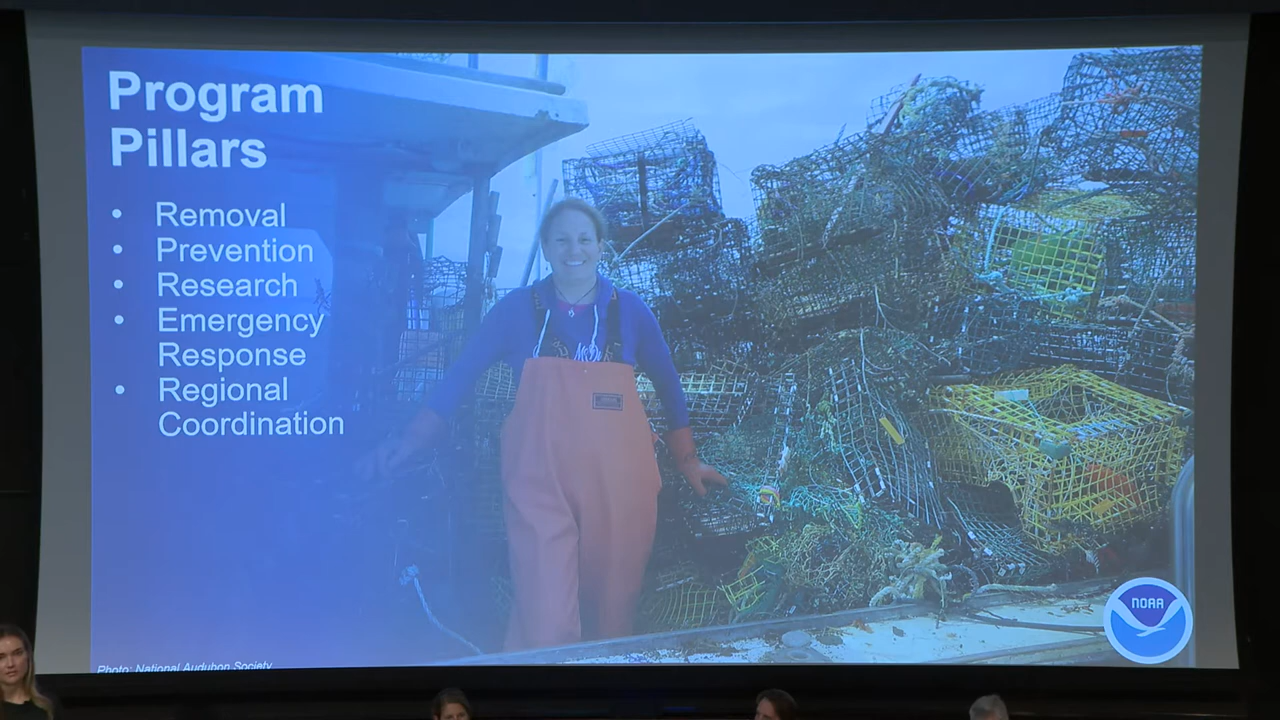 Program
Pillars
• Removal
• Prevention
• Research
• Emergency
Response
• Regional
Coordination
Photo: National Audubon Society
NOAA